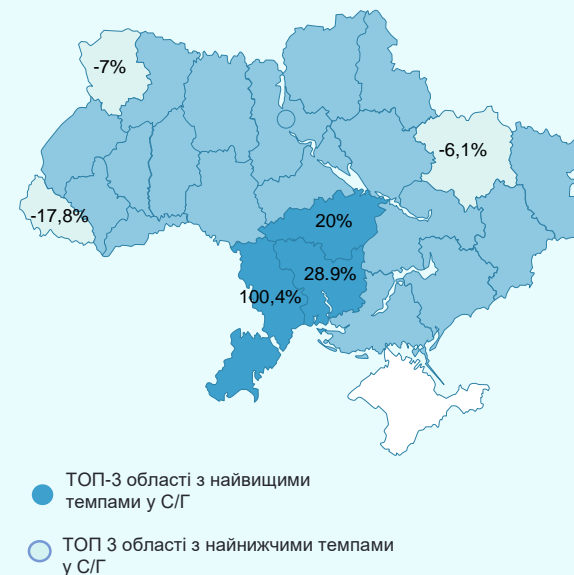 -7%
-6,1%
-17,8%
20%
28.9%
100,4%
ТОП-3 області з найвищими
темпами у С/Г
ТОП 3 області з найнижчими темпами
у С/Г